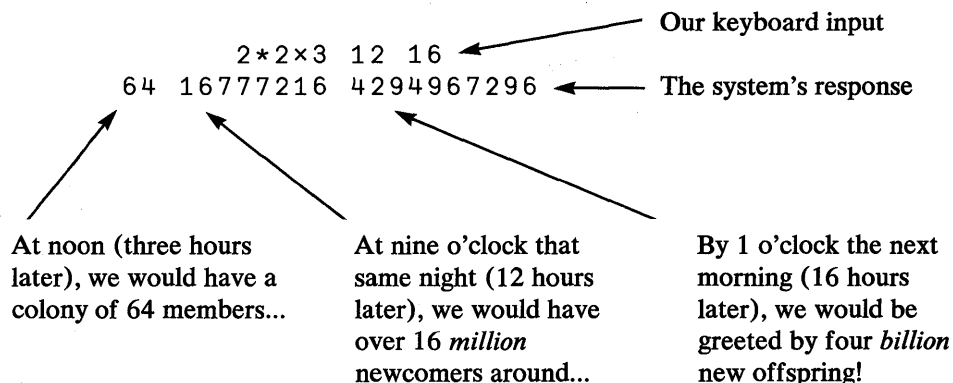 Our keyboard input
2*2×3 12 16
64 16777216 4294967296
The system's response
At noon (three hours
later), we would have a
colony of 64 members...
At nine o'clock that
same night (12 hours
later), we would have
over 16 million
newcomers around...
By 1 o'clock the next
morning (16 hours
later), we would be
greeted by four billion
new offspring!